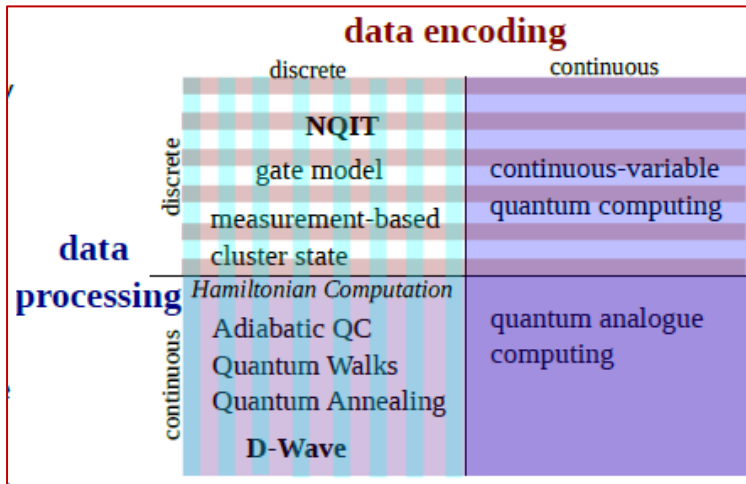 data encoding
discrete
continuous
NQIT
gate model
measurement-based
cluster state
continuous-variable
quantum computing
discrete
data
processing
continuous
Hamiltonian Computation
Adiabatic QC
Quantum Walks
Quantum Annealing
D-Wave
quantum analogue
computing